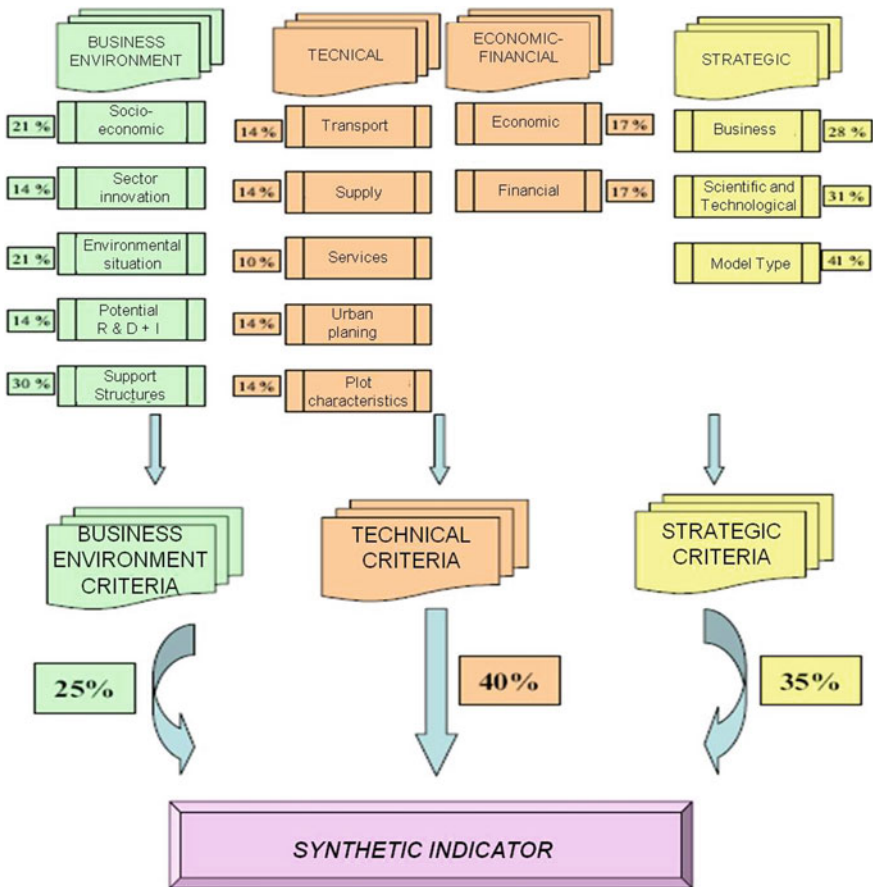 BUSINESS
ENVIRONMENT
TECNICAL
ECONOMIC-
FINANCIAL
STRATEGIC
21 %
Socio-
economic
14 %
Transport
Economic
17 %
Business
28 %
14 %
Sector
innovation
14 %
Supply
Financial
17 %
Scientific and
Technological
31 %
21 %
Environmental
situation
10 %
Services
Model Type
41 %
14 %
Potential
R & D + I
14 %
Urban
planing
30 %
Support
Structures
14 %
Plot
characteristics
BUSINESS
ENVIRONMENT
CRITERIA
TECHNICAL
CRITERIA
STRATEGIC
CRITERIA
25%
40%
35%
SYNTHETIC INDICATOR